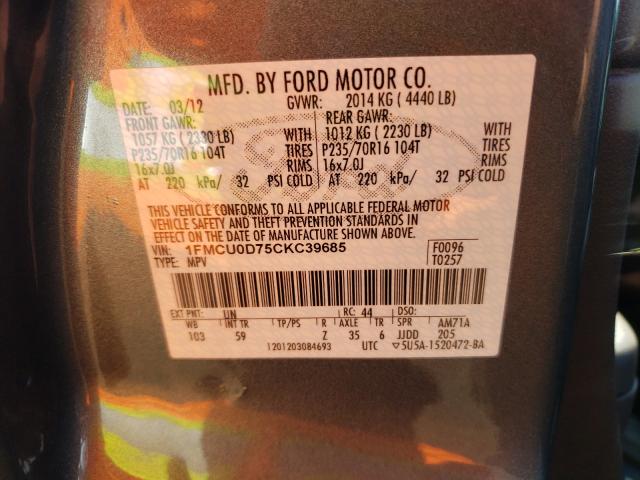 MFD. BY FORD MOTOR CO.
DATE: 03/12 GVWR: 2014 KG ( 4440 LB)
FRONT GAWR: REAR GAWR:
1057 KG ( 2330 LB) WITH 1012 KG ( 2230 LB) WITH
P235/70R16 104T TIRES P235/70R16 104T TIRES
16x7.0J RIMS 16x7.0J RIMS
AT 220 kPa/ 32 PSI COLD AT 220 kPa/ 32 PSI COLD
Ford
THIS VEHICLE CONFORMS TO ALL APPLICABLE FEDERAL MOTOR
VEHICLE SAFETY AND THEFT PREVENTION STANDARDS IN
EFFECT ON THE DATE OF MANUFACTURE SHOWN ABOVE.
VIN: 1FMCU0D75CKC39685 F0096
TYPE: MPV T0257
EXT PNT: UN RC: 44 DSO:
WB INT TR TP/PS R AXLE TR SPR AM71A
103 59 Z 35 6 JJDD 205
1201203084693 UTC ▽5U5A-1520472-BA